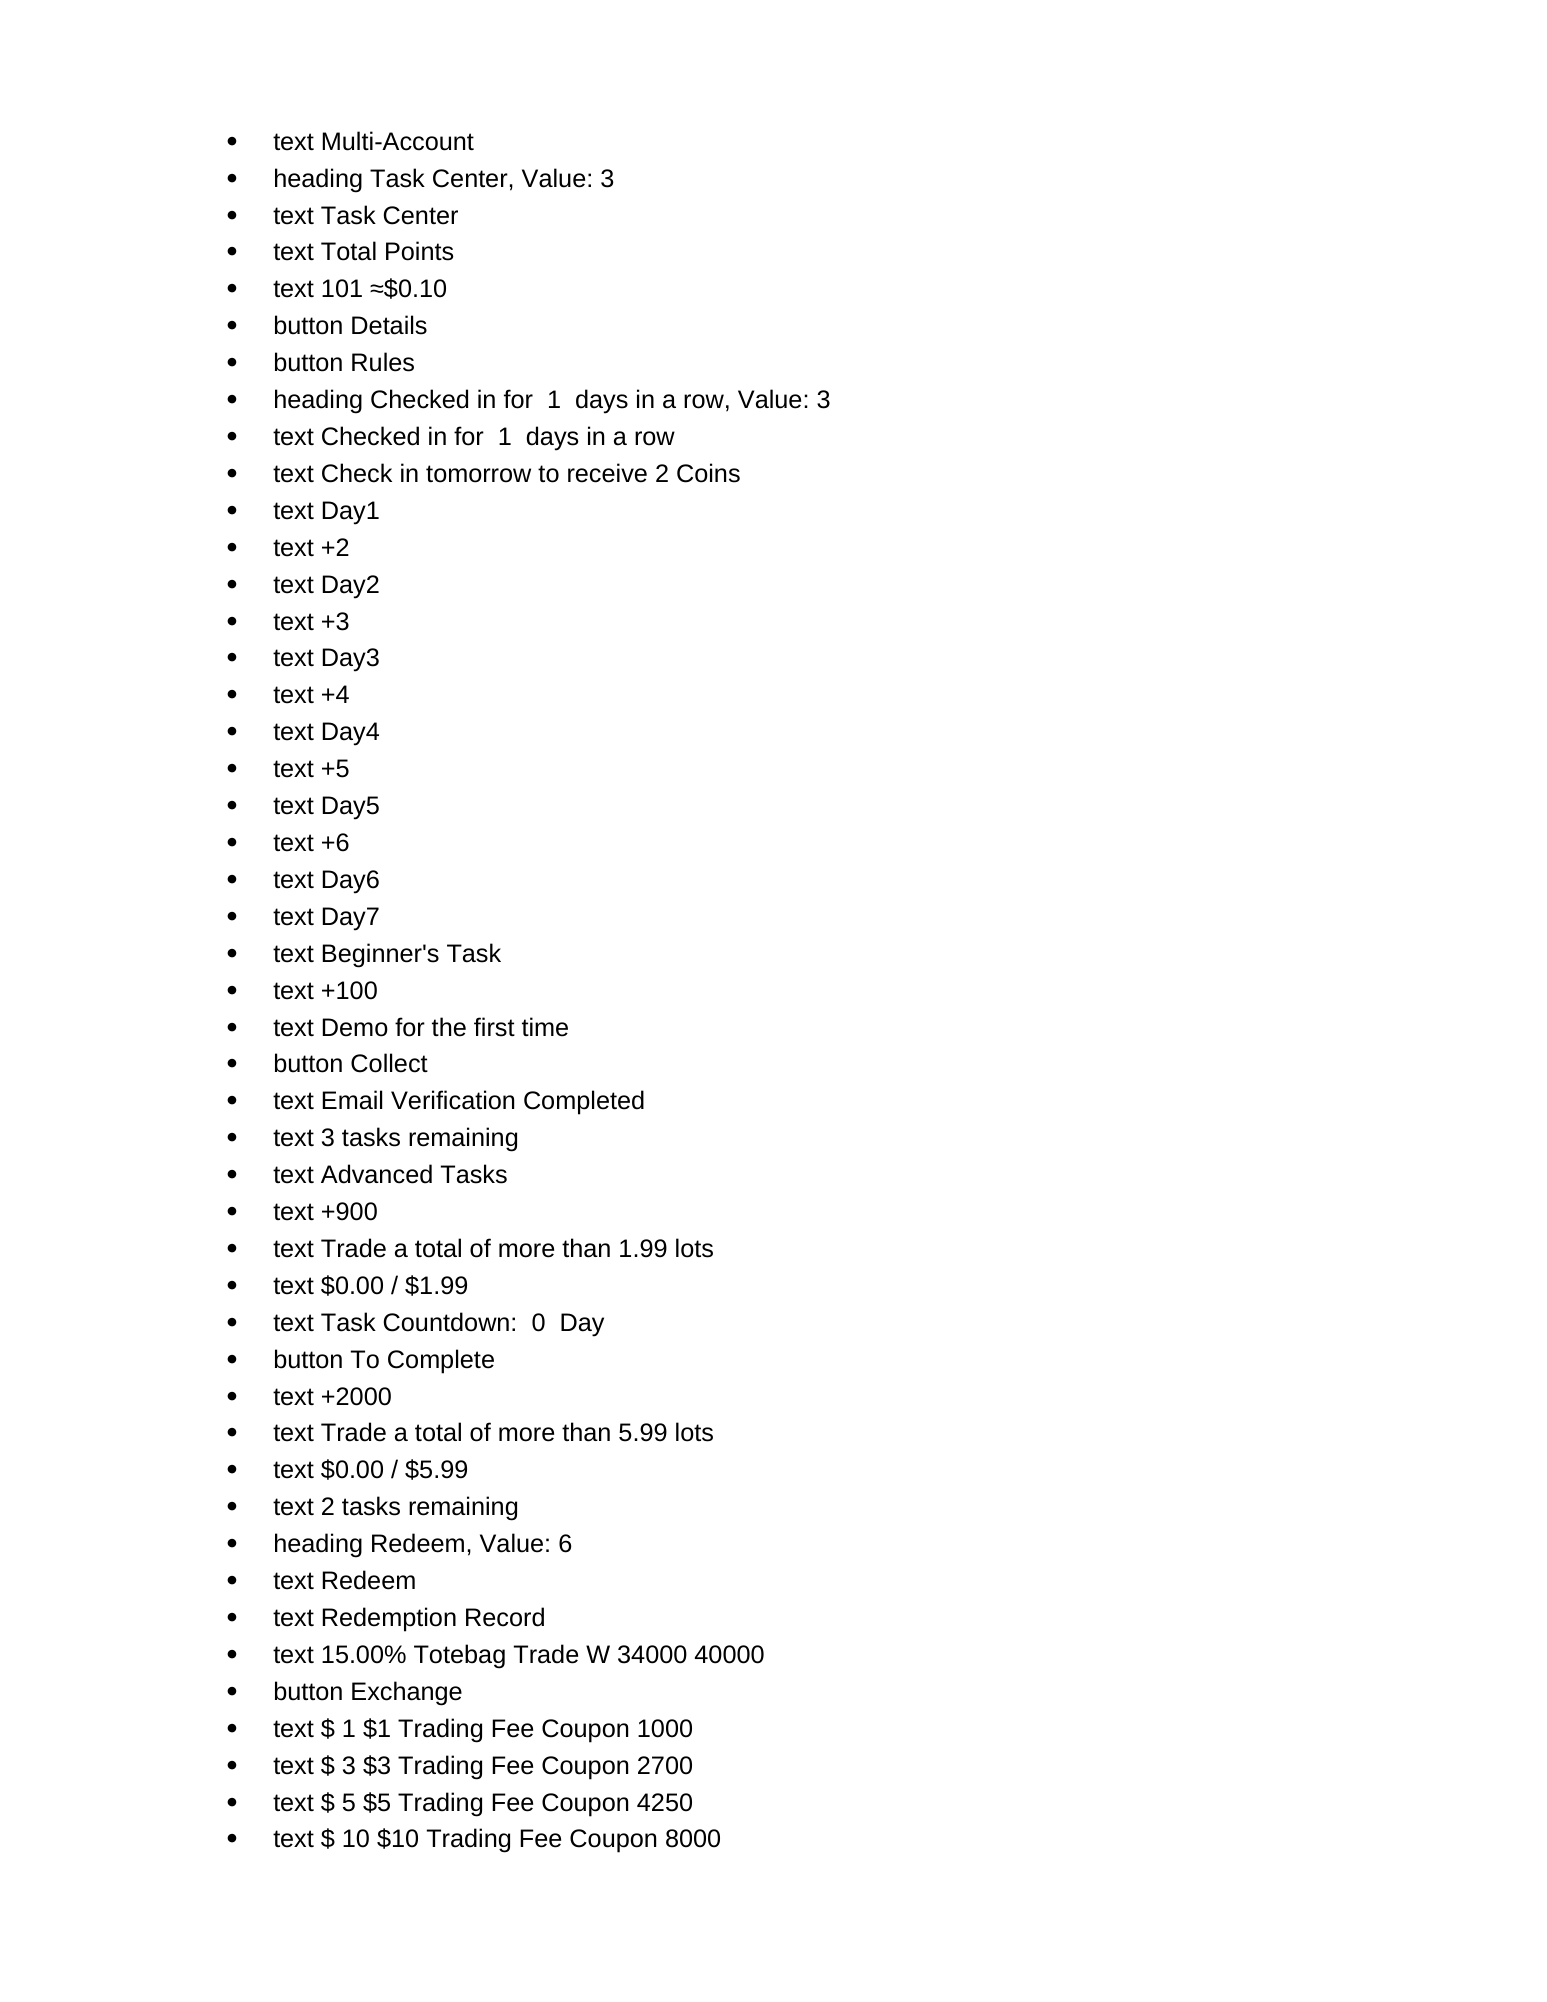 • text Multi-Account
• heading Task Center, Value: 3
• text Task Center
• text Total Points
• text 101 ≈$0.10
• button Details
• button Rules
• heading Checked in for  1  days in a row, Value: 3
• text Checked in for  1  days in a row
• text Check in tomorrow to receive 2 Coins
• text Day1
• text +2
• text Day2
• text +3
• text Day3
• text +4
• text Day4
• text +5
• text Day5
• text +6
• text Day6
• text Day7
• text Beginner's Task
• text +100
• text Demo for the first time
• button Collect
• text Email Verification Completed
• text 3 tasks remaining
• text Advanced Tasks
• text +900
• text Trade a total of more than 1.99 lots
• text $0.00 / $1.99
• text Task Countdown:  0  Day
• button To Complete
• text +2000
• text Trade a total of more than 5.99 lots
• text $0.00 / $5.99
• text 2 tasks remaining
• heading Redeem, Value: 6
• text Redeem
• text Redemption Record
• text 15.00% Totebag Trade W 34000 40000
• button Exchange
• text $ 1 $1 Trading Fee Coupon 1000
• text $ 3 $3 Trading Fee Coupon 2700
• text $ 5 $5 Trading Fee Coupon 4250
• text $ 10 $10 Trading Fee Coupon 8000